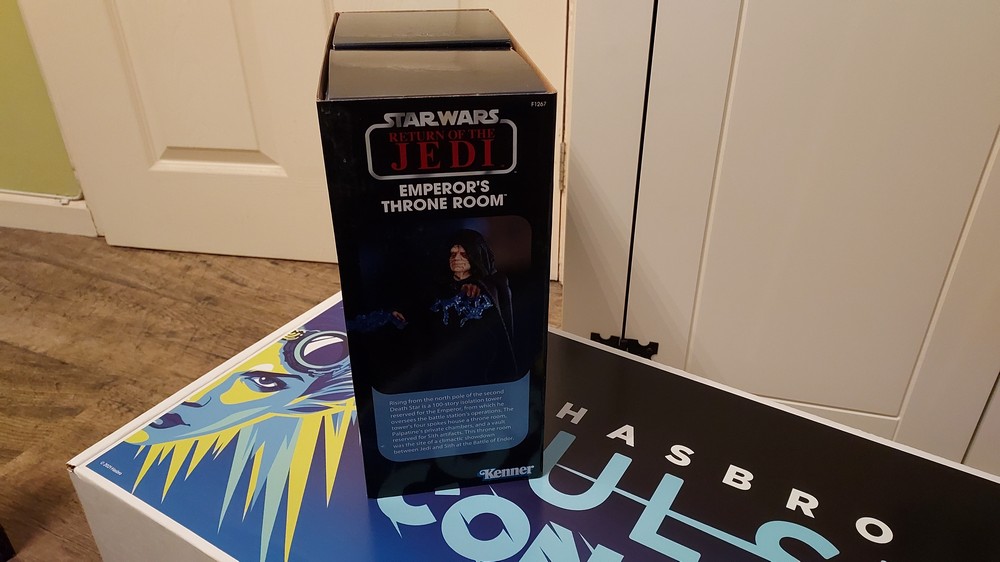 F1267
STAR WARS
RETURN OF THE
JEDI
EMPEROR'S
THRONE ROOM™
Rising from the north pole of the second
Death Star is a 100-story isolation tower
reserved for the Emperor, from which he
oversees the battle station's operations. The
tower's four spokes house a throne room,
Palpatine's private chambers, and a vault
reserved for Sith artifacts. This throne room
was the site of a climactic showdown
between Jedi and Sith at the Battle of Endor.
Kenner
HASBRO
PULSE
CON